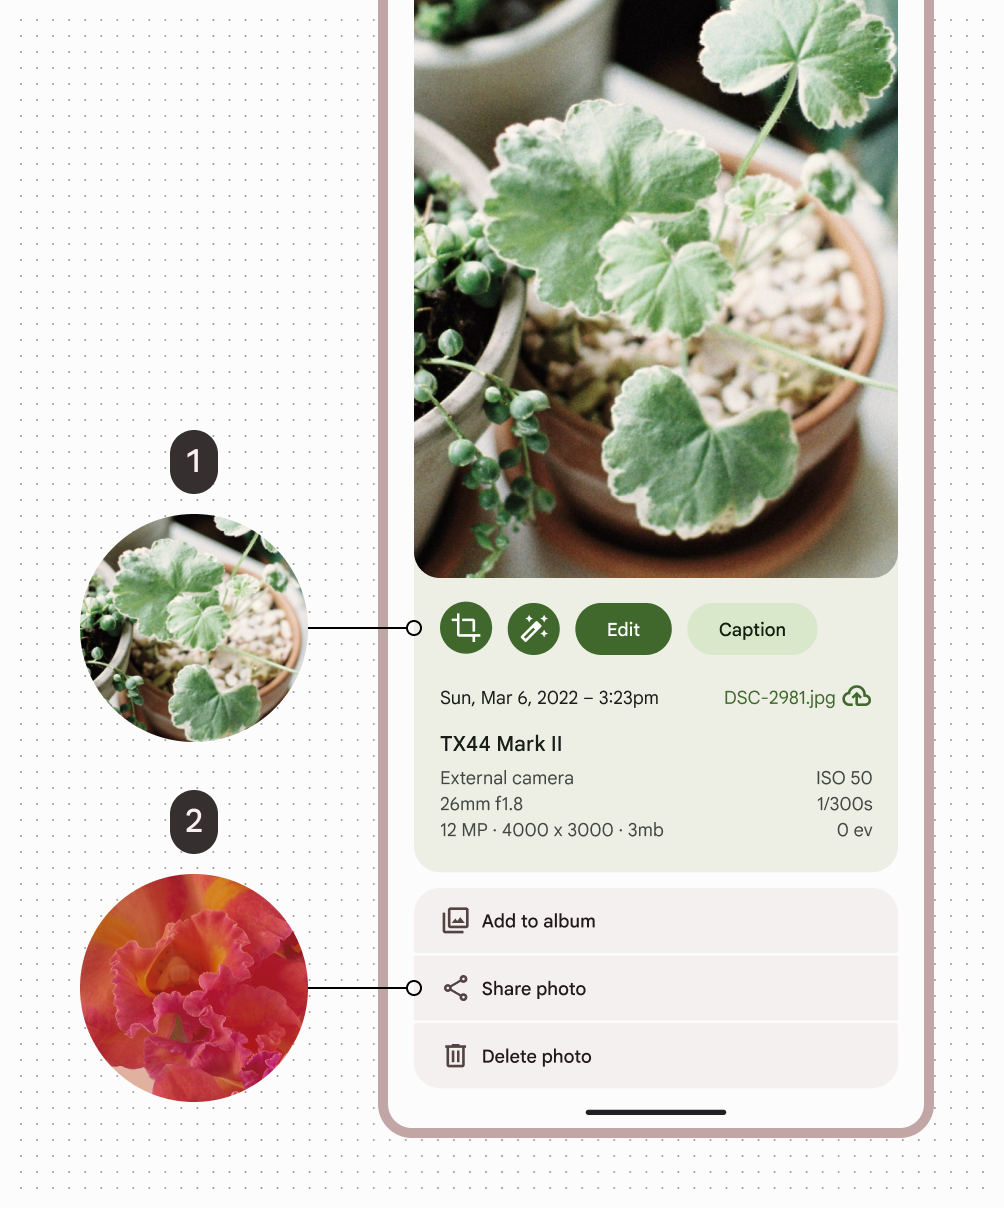 1
Edit
Caption
Sun, Mar 6, 2022 – 3:23pm
DSC-2981.jpg
TX44 Mark II
External camera
ISO 50
26mm f1.8
1/300s
12 MP · 4000 x 3000 · 3mb
0 ev
2
Add to album
Share photo
Delete photo